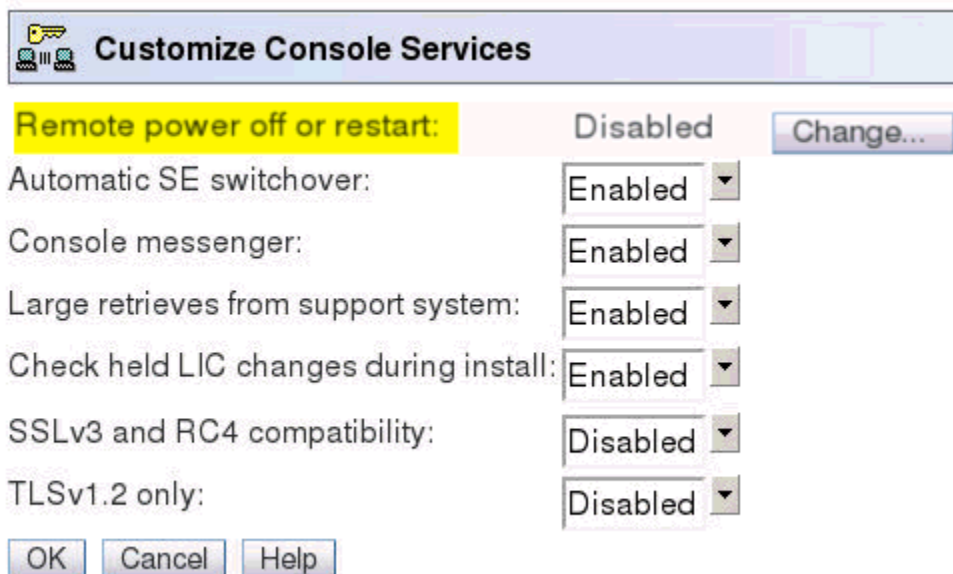 Customize Console Services
Remote power off or restart: Disabled Change...
Automatic SE switchover: Enabled
Console messenger: Enabled
Large retrieves from support system: Enabled
Check held LIC changes during install: Enabled
SSLv3 and RC4 compatibility: Disabled
TLSv1.2 only: Disabled
OK Cancel Help